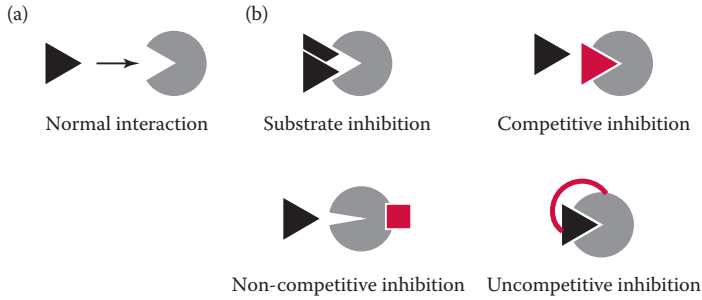 (a)
(b)
Normal interaction
Substrate inhibition
Competitive inhibition
Non-competitive inhibition
Uncompetitive inhibition